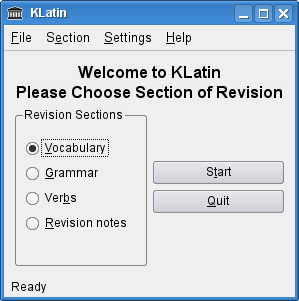 KLatin
File Section Settings Help
Welcome to KLatin
Please Choose Section of Revision
Revision Sections
Vocabulary
Grammar
Verbs
Revision notes
Start
Quit
Ready